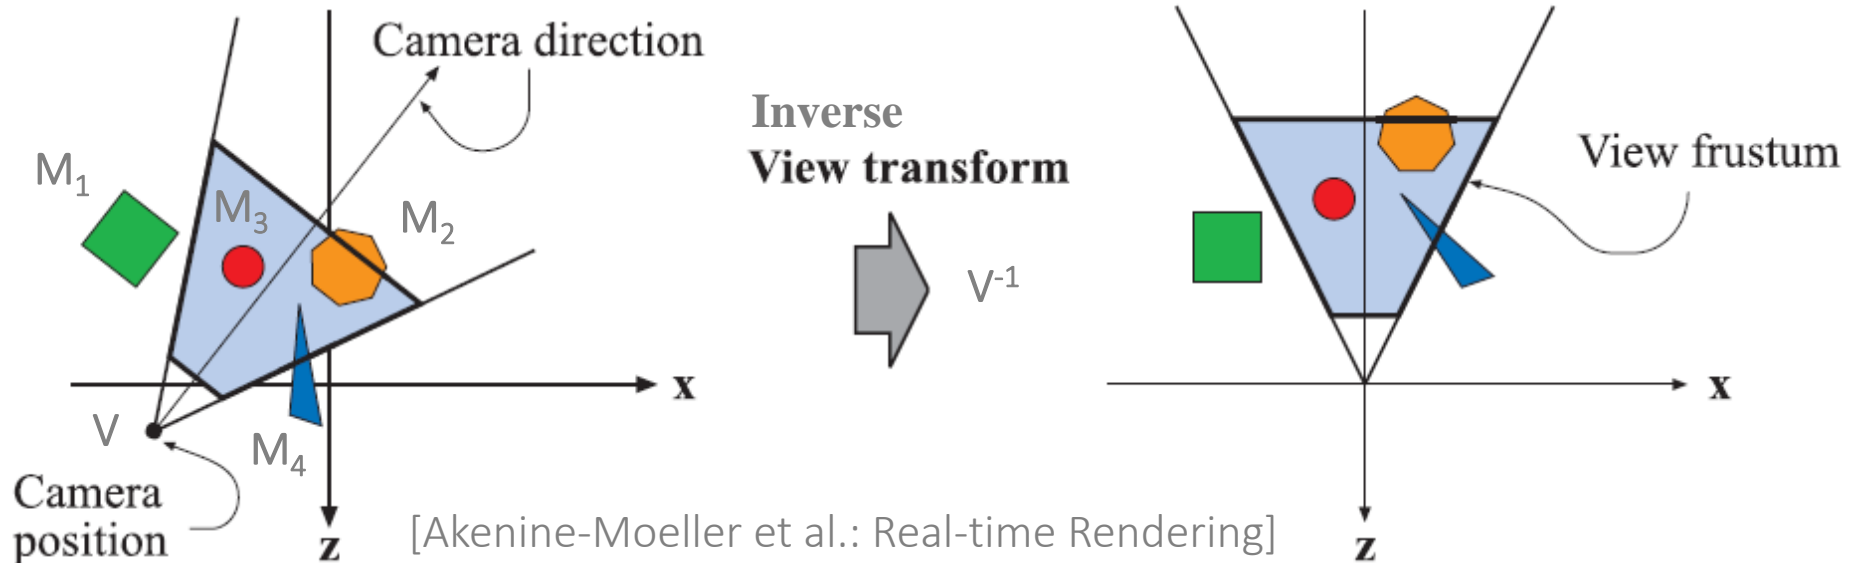 Camera direction
M1
M3
M2
x
V
M4
Camera
position
z
Inverse
View transform
V-1
View frustum
x
z
[Akenine-Moeller et al.: Real-time Rendering]